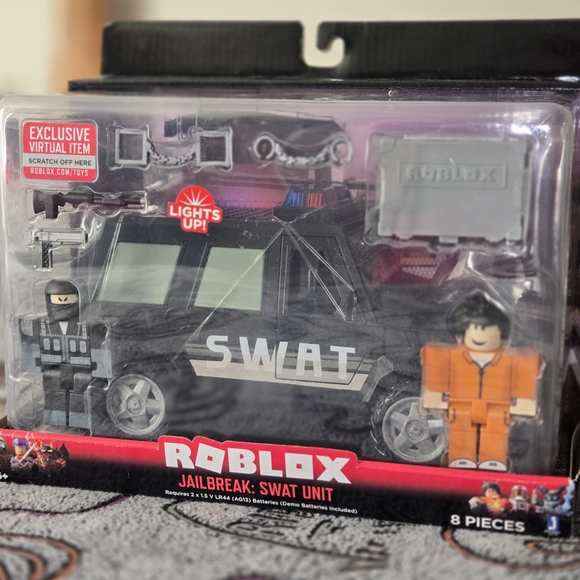 EXCLUSIVE
VIRTUAL ITEM
SCRATCH OFF HERE
ROBLOX.COM/TOYS
ROBLOX
LIGHTS
UP!
SWAT
ROBLOX
JAILBREAK: SWAT UNIT
Requires 2 x 1.5 V LR44 (AG13) Batteries (Demo Batteries Included)
8 PIECES